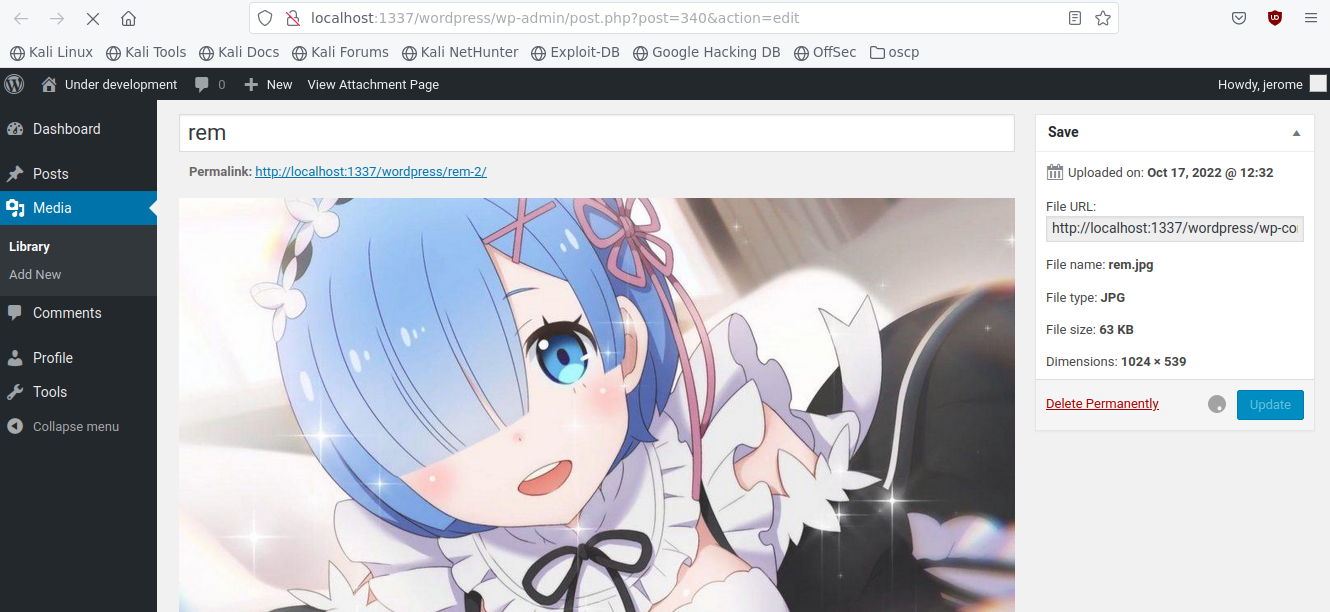 localhost:1337/wordpress/wp-admin/post.php?post=340&action=edit
Kali Linux Kali Tools Kali Docs Kali Forums Kali NetHunter Exploit-DB Google Hacking DB OffSec oscp
Under development 0 New View Attachment Page Howdy, jerome
Dashboard
Posts
Media
Library
Add New
Comments
Profile
Tools
Collapse menu
rem
Permalink: http://localhost:1337/wordpress/rem-2/
Save
Uploaded on: Oct 17, 2022 @ 12:32
File URL:
http://localhost:1337/wordpress/wp-co
File name: rem.jpg
File type: JPG
File size: 63 KB
Dimensions: 1024 × 539
Delete Permanently Update